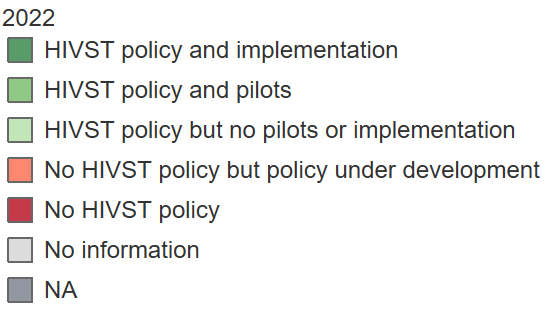 2022
HIVST policy and implementation
HIVST policy and pilots
HIVST policy but no pilots or implementation
No HIVST policy but policy under development
No HIVST policy
No information
NA